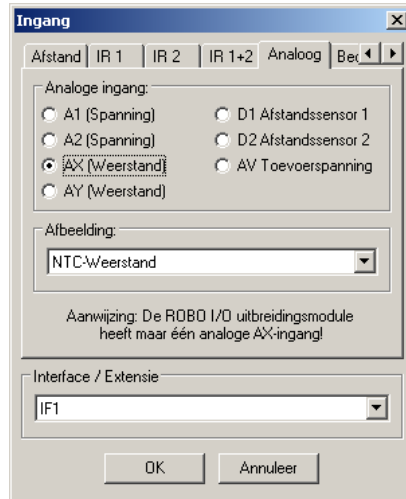 Ingang
Afstand IR 1 IR 2 IR 1+2 Analoog
Analoge ingang:
A1 (Spanning) D1 Afstandssensor 1
A2 (Spanning) D2 Afstandssensor 2
AX (Weerstand) AV Toevoerspanning
AY (Weerstand)
Afbeelding:
NTC-Weerstand
Aanwijzing: De ROBO I/O uitbreidingsmodule
heeft maar één analoge AX-ingang!
Interface / Extensie
IF1
OK Annuleer